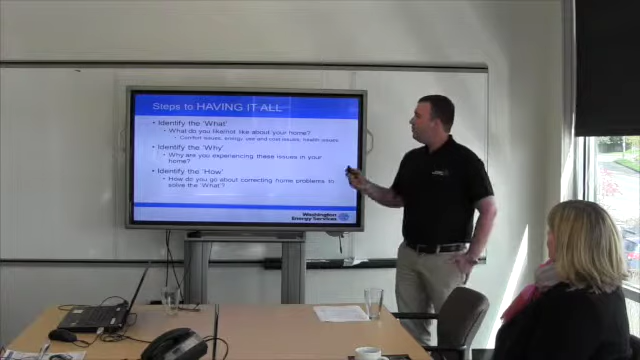 Steps to HAVING IT ALL
• Identify the 'What'
• What do you like/not like about your home?
• Comfort issues, energy use and cost issues, health issues
• Identify the 'Why'
• Why are you experiencing these issues in your
home?
• Identify the 'How'
• How do you go about correcting home problems to
solve the 'What'?
Washington
Energy Services